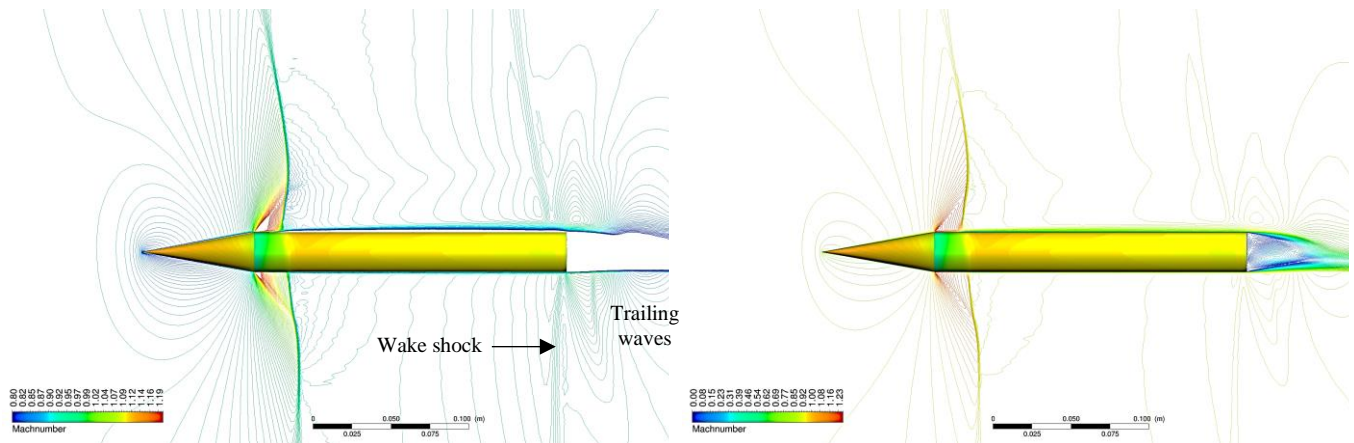 Trailing
waves
Wake shock
0.80 0.82 0.85 0.87 0.90 0.92 0.95 0.97 0.99 1.02 1.04 1.07 1.09 1.12 1.14 1.16 1.19
Machnumber
0 0.050 0.100 (m)
0.025 0.075
0.00 0.08 0.15 0.23 0.31 0.39 0.46 0.54 0.62 0.69 0.77 0.85 0.92 1.00 1.08 1.16 1.23
Machnumber
0 0.050 0.100 (m)
0.025 0.075